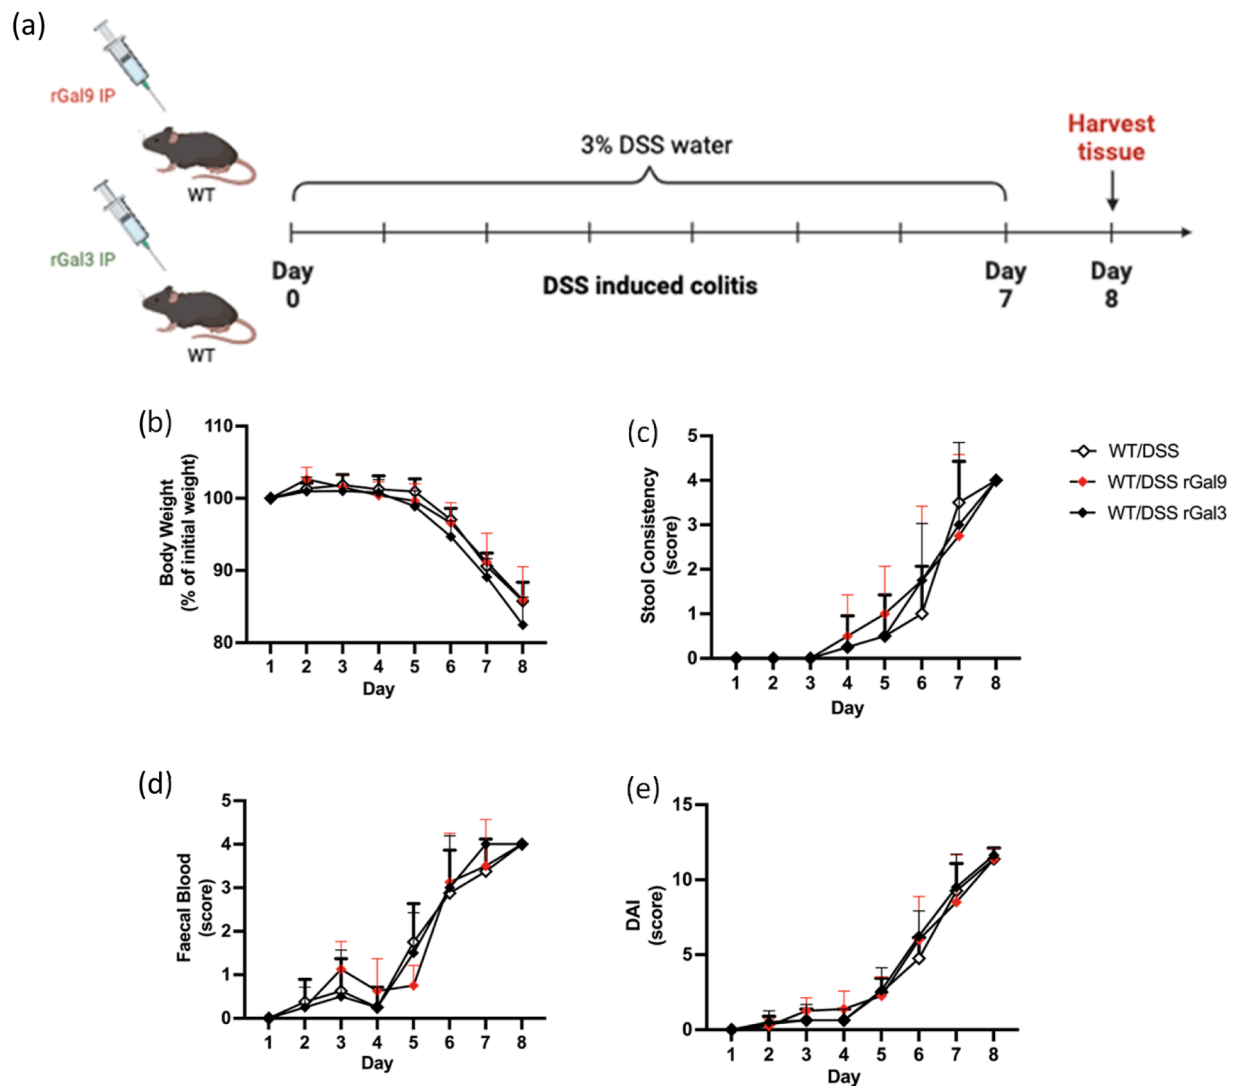 (a)
rGal9 IP
WT
rGal3 IP
WT
3% DSS water
Harvest
tissue
Day
0
DSS induced colitis
Day
7
Day
8
(b)
Body Weight
(% of initial weight)
110
100
90
80
1 2 3 4 5 6 7 8
Day
(c)
Stool Consistency
(score)
5
4
3
2
1
0
1 2 3 4 5 6 7 8
Day
WT/DSS
WT/DSS rGal9
WT/DSS rGal3
(d)
Faecal Blood
(score)
5
4
3
2
1
0
1 2 3 4 5 6 7 8
Day
(e)
DAI
(score)
15
10
5
0
1 2 3 4 5 6 7 8
Day